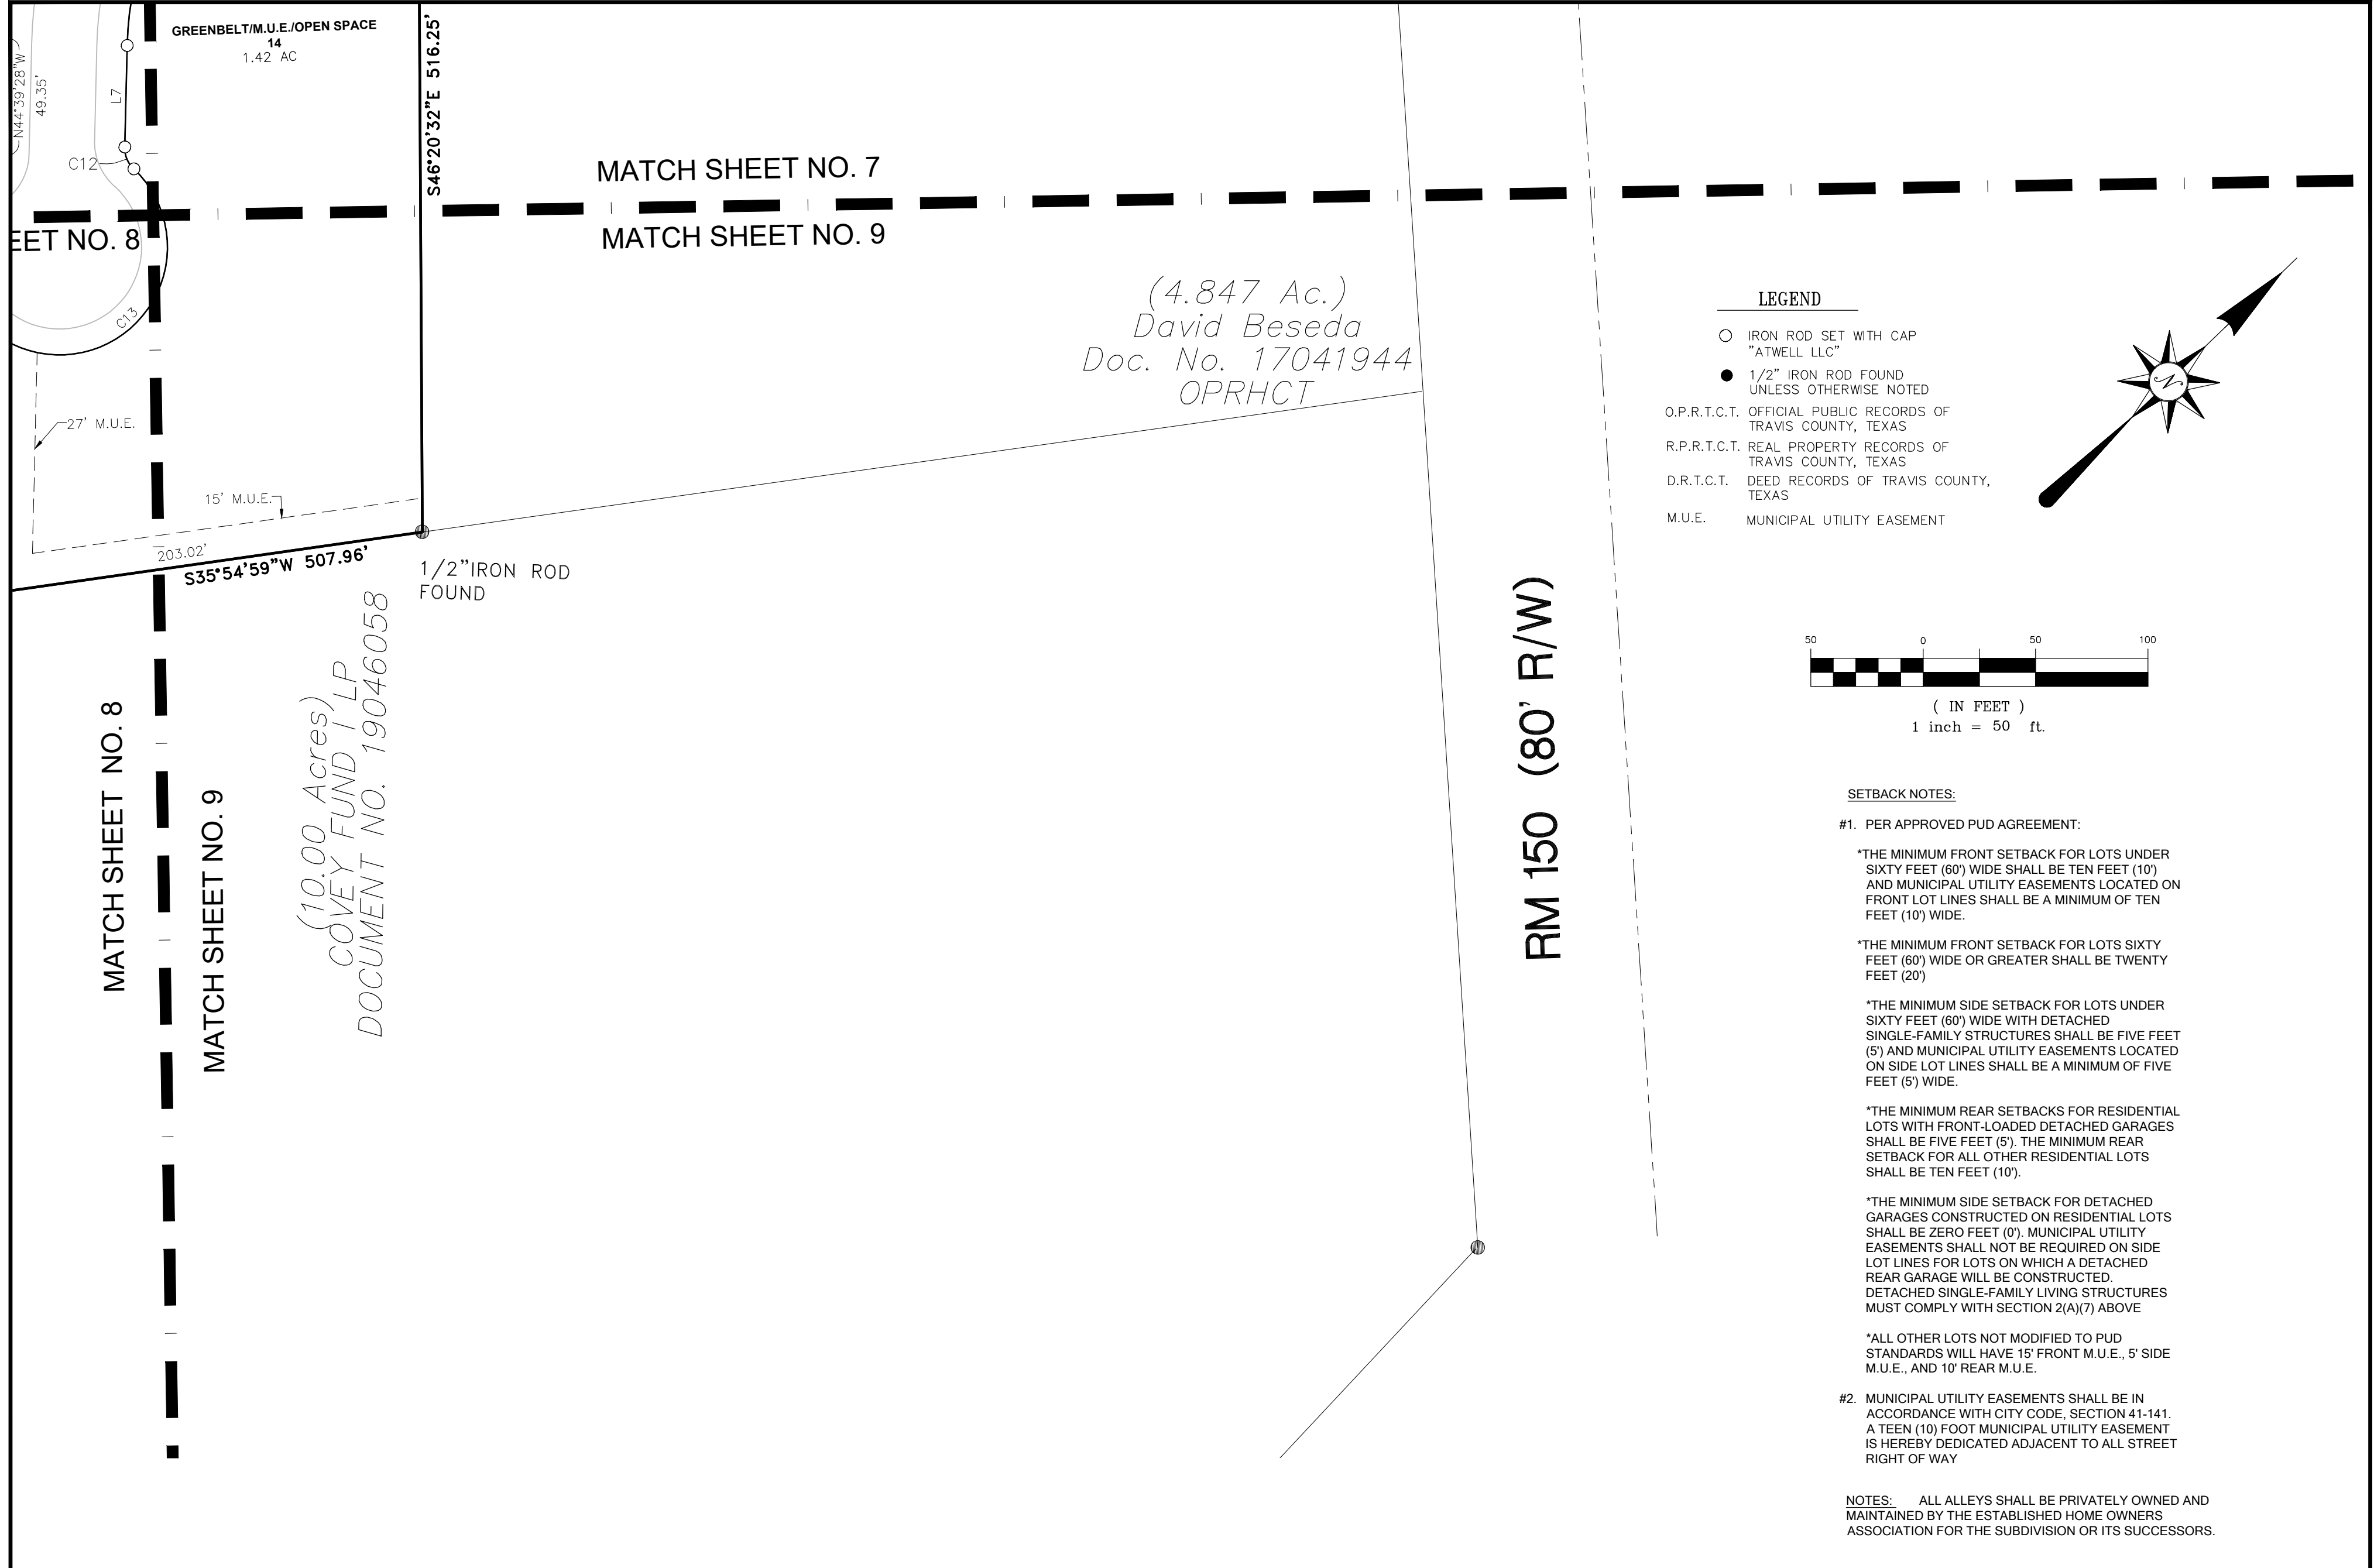 GREENBELT/M.U.E./OPEN SPACE
14
1.42 AC
N44°39'28"W
49.35'
L7
C12
S46°20'32"E 516.25'
MATCH SHEET NO. 7
MATCH SHEET NO. 9
EET NO. 8
C13
27' M.U.E.
15' M.U.E.
203.02'
S35°54'59"W 507.96'
1/2"IRON ROD
FOUND
(4.847 Ac.)
David Beseda
Doc. No. 17041944
OPRHCT
(10.00 Acres)
COVEY FUND I LP
DOCUMENT NO. 19046058
MATCH SHEET NO. 8
MATCH SHEET NO. 9
RM 150 (80' R/W)
LEGEND
IRON ROD SET WITH CAP
"ATWELL LLC"
1/2" IRON ROD FOUND
UNLESS OTHERWISE NOTED
O.P.R.T.C.T. OFFICIAL PUBLIC RECORDS OF
TRAVIS COUNTY, TEXAS
R.P.R.T.C.T. REAL PROPERTY RECORDS OF
TRAVIS COUNTY, TEXAS
D.R.T.C.T. DEED RECORDS OF TRAVIS COUNTY,
TEXAS
M.U.E. MUNICIPAL UTILITY EASEMENT
N
50 0 50 100
( IN FEET )
1 inch = 50 ft.
SETBACK NOTES:
#1. PER APPROVED PUD AGREEMENT:
*THE MINIMUM FRONT SETBACK FOR LOTS UNDER
SIXTY FEET (60') WIDE SHALL BE TEN FEET (10')
AND MUNICIPAL UTILITY EASEMENTS LOCATED ON
FRONT LOT LINES SHALL BE A MINIMUM OF TEN
FEET (10') WIDE.
*THE MINIMUM FRONT SETBACK FOR LOTS SIXTY
FEET (60') WIDE OR GREATER SHALL BE TWENTY
FEET (20')
*THE MINIMUM SIDE SETBACK FOR LOTS UNDER
SIXTY FEET (60') WIDE WITH DETACHED
SINGLE-FAMILY STRUCTURES SHALL BE FIVE FEET
(5') AND MUNICIPAL UTILITY EASEMENTS LOCATED
ON SIDE LOT LINES SHALL BE A MINIMUM OF FIVE
FEET (5') WIDE.
*THE MINIMUM REAR SETBACKS FOR RESIDENTIAL
LOTS WITH FRONT-LOADED DETACHED GARAGES
SHALL BE FIVE FEET (5'). THE MINIMUM REAR
SETBACK FOR ALL OTHER RESIDENTIAL LOTS
SHALL BE TEN FEET (10').
*THE MINIMUM SIDE SETBACK FOR DETACHED
GARAGES CONSTRUCTED ON RESIDENTIAL LOTS
SHALL BE ZERO FEET (0'). MUNICIPAL UTILITY
EASEMENTS SHALL NOT BE REQUIRED ON SIDE
LOT LINES FOR LOTS ON WHICH A DETACHED
REAR GARAGE WILL BE CONSTRUCTED.
DETACHED SINGLE-FAMILY LIVING STRUCTURES
MUST COMPLY WITH SECTION 2(A)(7) ABOVE
*ALL OTHER LOTS NOT MODIFIED TO PUD
STANDARDS WILL HAVE 15' FRONT M.U.E., 5' SIDE
M.U.E., AND 10' REAR M.U.E.
#2. MUNICIPAL UTILITY EASEMENTS SHALL BE IN
ACCORDANCE WITH CITY CODE, SECTION 41-141.
A TEEN (10) FOOT MUNICIPAL UTILITY EASEMENT
IS HEREBY DEDICATED ADJACENT TO ALL STREET
RIGHT OF WAY
NOTES: ALL ALLEYS SHALL BE PRIVATELY OWNED AND
MAINTAINED BY THE ESTABLISHED HOME OWNERS
ASSOCIATION FOR THE SUBDIVISION OR ITS SUCCESSORS.